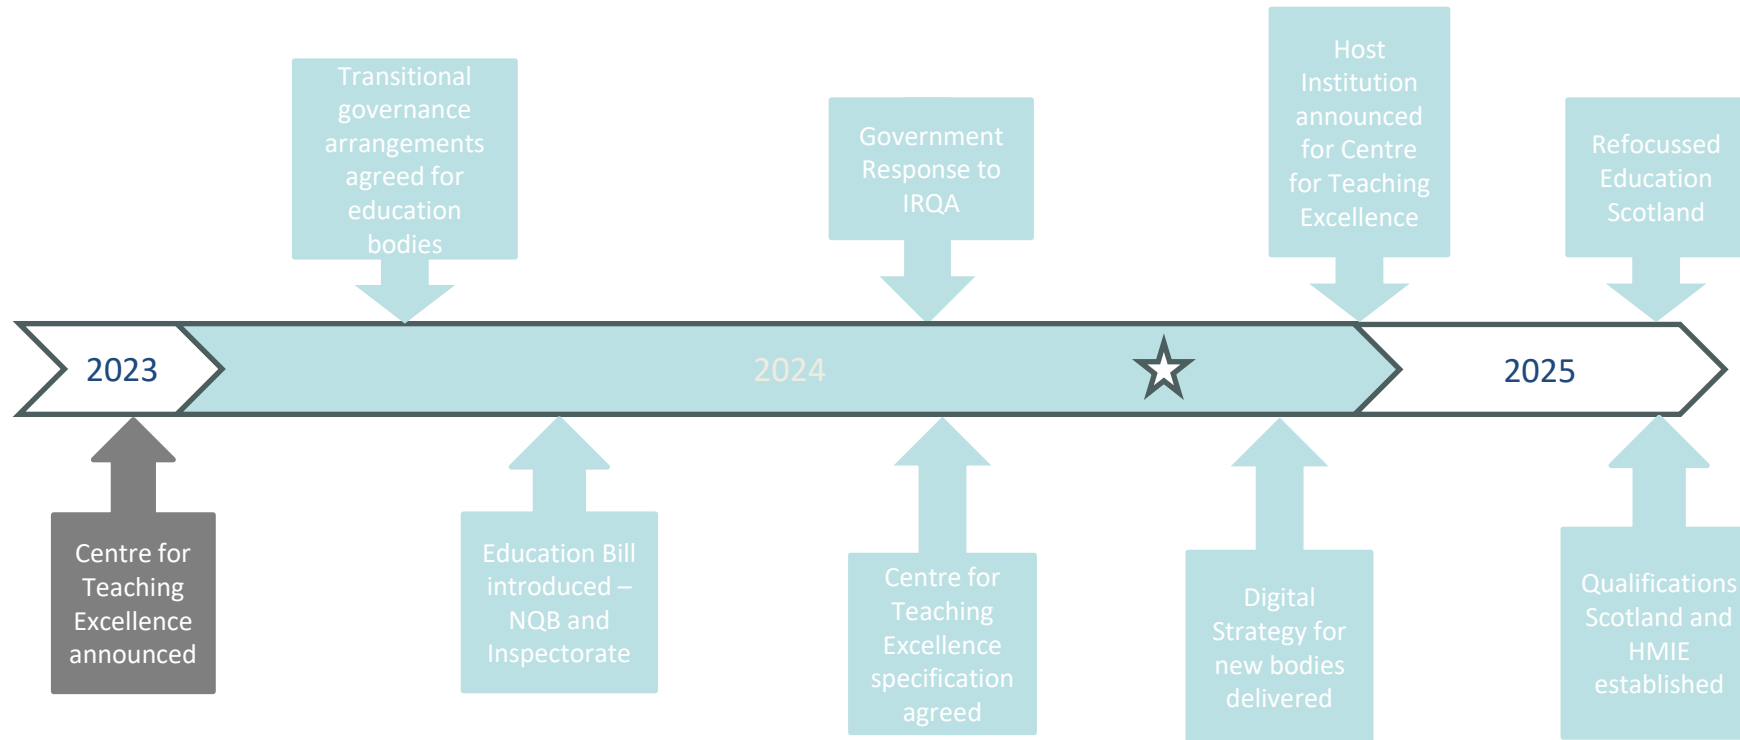 Transitional
governance
arrangements
agreed for
education
bodies
Government
Response to
IRQA
Host
Institution
announced
for Centre
for Teaching
Excellence
Refocussed
Education
Scotland
2023
2024
2025
Centre for
Teaching
Excellence
announced
Education Bill
introduced –
NQB and
Inspectorate
Centre for
Teaching
Excellence
specification
agreed
Digital
Strategy for
new bodies
delivered
Qualifications
Scotland and
HMIE
established